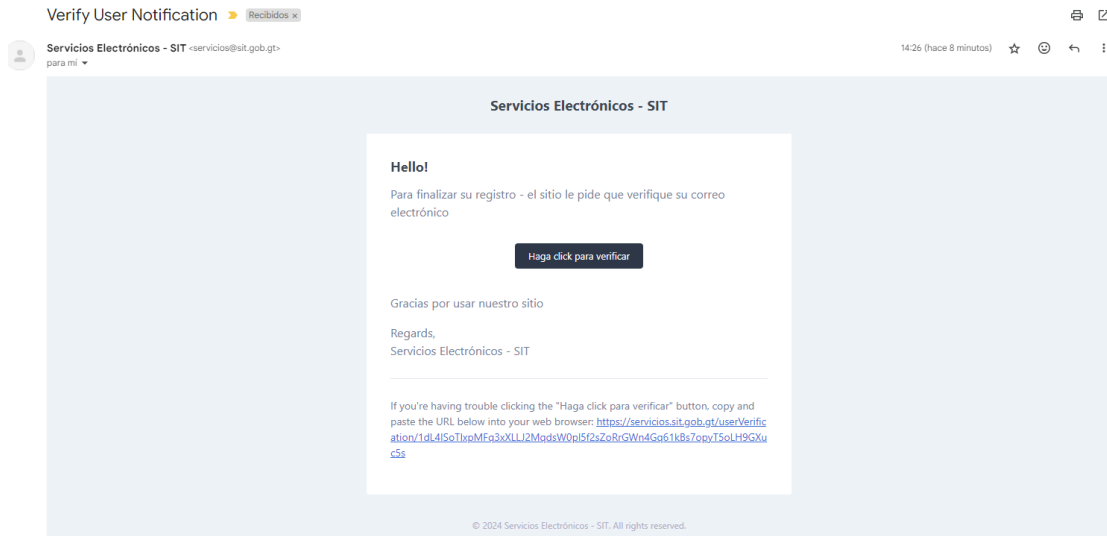 Verify User Notification
Recibidos x
Servicios Electrónicos - SIT <servicios@sit.gob.gt>
14:26 (hace 8 minutos)
para mí
Servicios Electrónicos - SIT
Hello!
Para finalizar su registro - el sitio le pide que verifique su correo
electrónico
Haga click para verificar
Gracias por usar nuestro sitio
Regards,
Servicios Electrónicos - SIT
If you're having trouble clicking the "Haga click para verificar" button, copy and
paste the URL below into your web browser: https://servicios.sit.gob.gt/userVerific
ation/1dL4lSoTlxpMFq3xXLLJ2MqdsW0pI5f2sZoRrGWn4Gq61kBs7opyT5oLH9GXu
c5s
© 2024 Servicios Electrónicos - SIT. All rights reserved.